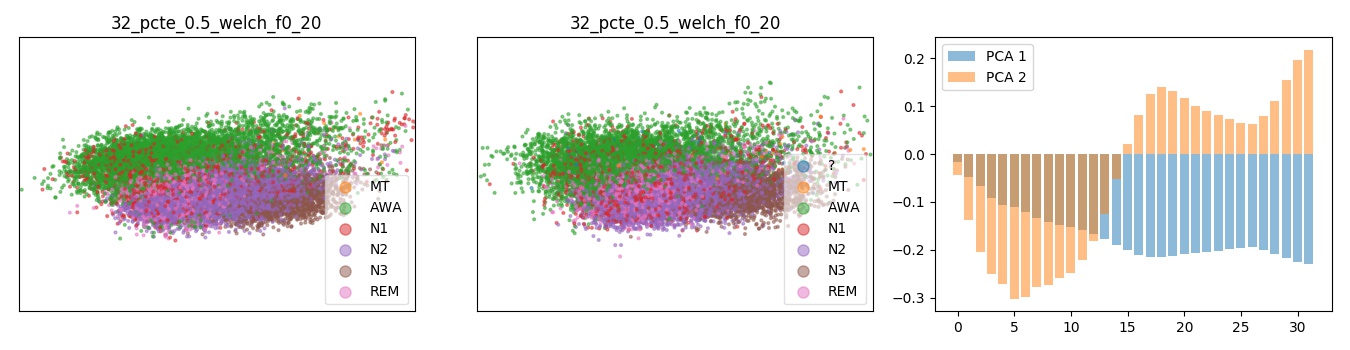 32_pcte_0.5_welch_f0_20
MT
AWA
N1
N2
N3
REM
32_pcte_0.5_welch_f0_20
?
MT
AWA
N1
N2
N3
REM
PCA 1
PCA 2
0.2
0.1
0.0
−0.1
−0.2
−0.3
0 5 10 15 20 25 30